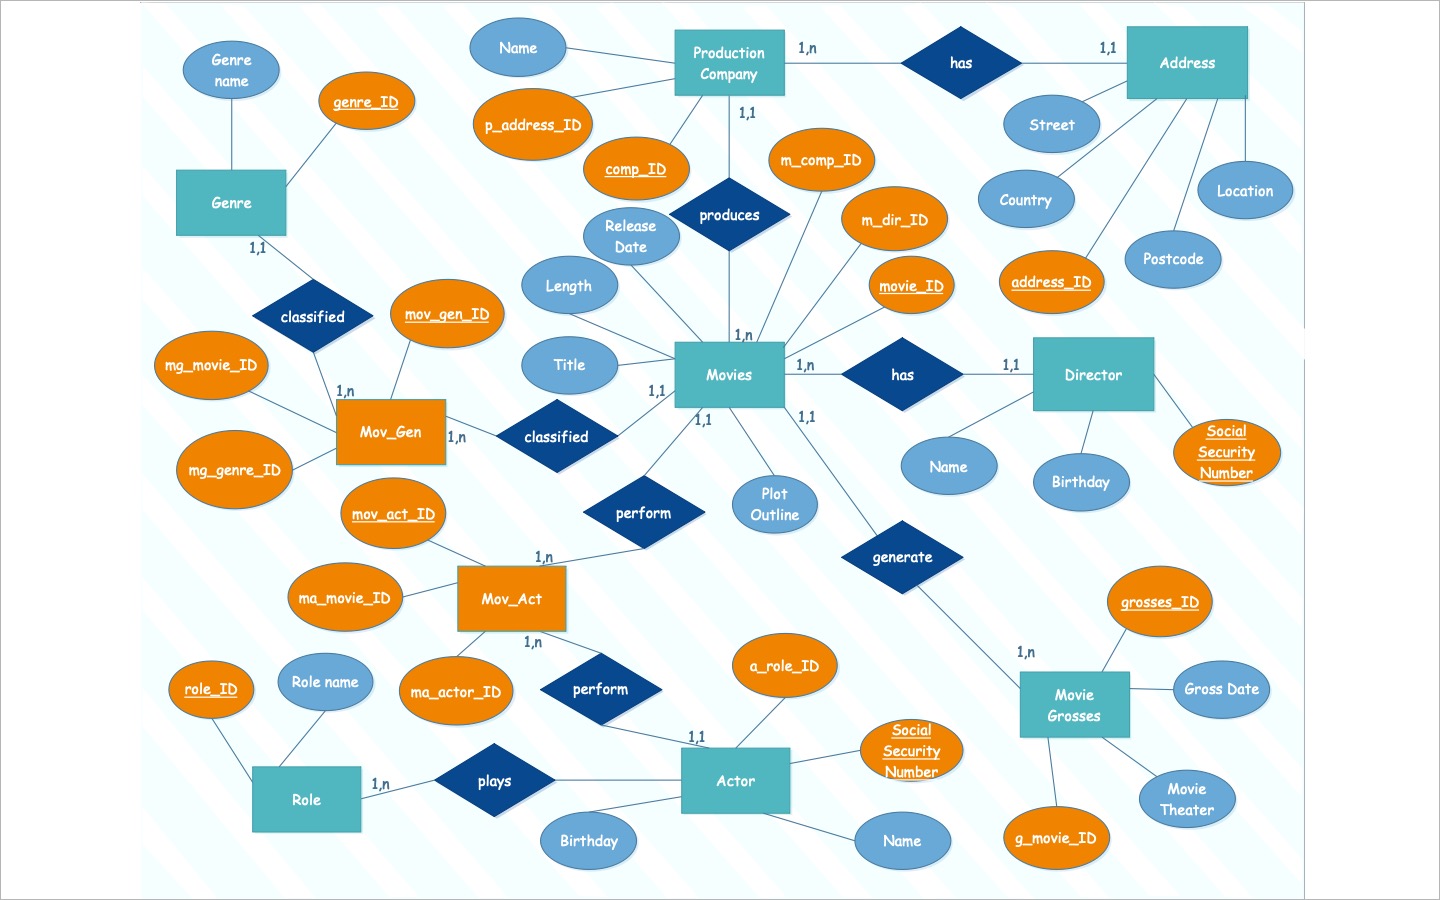 Genre
name
genre_ID
Genre
1,1
Name
p_address_ID
comp_ID
Production
Company
1,n
has
1,1
Address
1,1
Street
Country
address_ID
Postcode
Location
produces
m_comp_ID
m_dir_ID
movie_ID
Release
Date
Length
Title
1,n
Movies
1,n
has
1,1
Director
Name
Birthday
Social
Security
Number
classified
mov_gen_ID
mg_movie_ID
1,n
Mov_Gen
1,n
mg_genre_ID
classified
1,1
1,1
1,1
Plot
Outline
perform
generate
mov_act_ID
1,n
ma_movie_ID
Mov_Act
1,n
ma_actor_ID
perform
1,1
a_role_ID
Social
Security
Number
role_ID
Role name
Role
1,n
plays
Actor
Birthday
Name
grosses_ID
1,n
Movie
Grosses
Gross Date
Movie
Theater
g_movie_ID